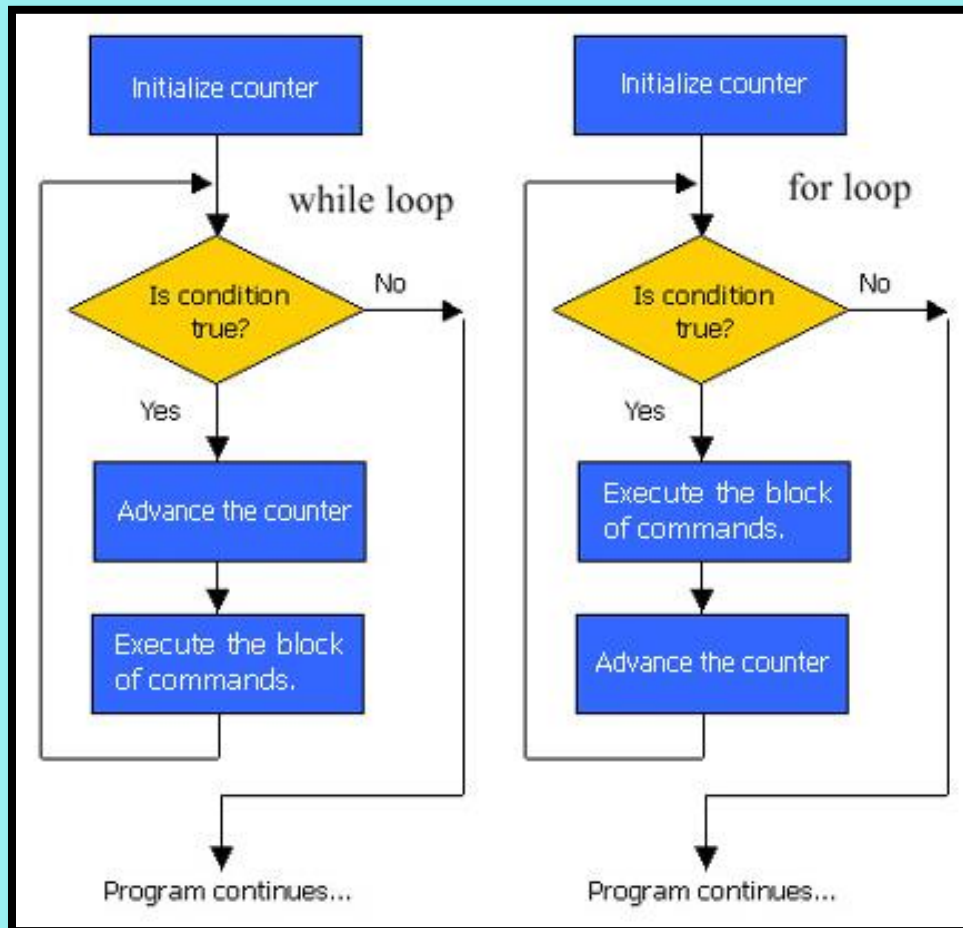 Initialize counter
while loop
Is condition
true?
No
Yes
Advance the counter
Execute the block
of commands.
Program continues...
Initialize counter
for loop
Is condition
true?
No
Yes
Execute the block
of commands.
Advance the counter
Program continues...